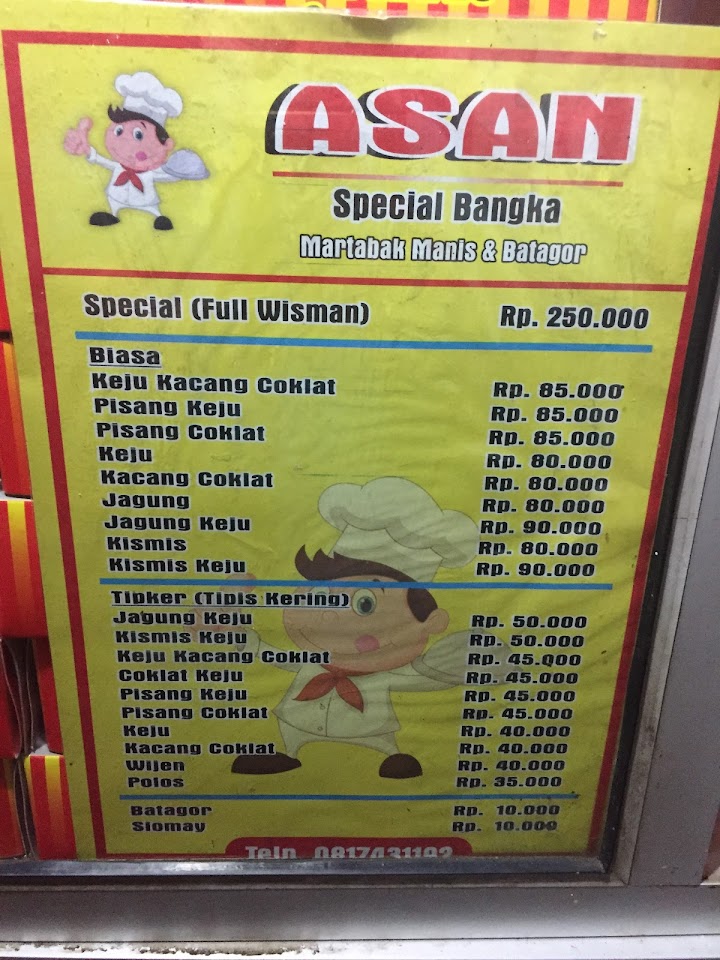 ASAN
Special Bangka
Martabak Manis & Batagor
Special (Full Wisman) Rp. 250.000
Biasa
Keju Kacang Coklat Rp. 85.000
Pisang Keju Rp. 85.000
Pisang Coklat Rp. 85.000
Keju Rp. 80.000
Kacang Coklat Rp. 80.000
Jagung Rp. 80.000
Jagung Keju Rp. 90.000
Kismis Rp. 80.000
Kismis Keju Rp. 90.000
Tipker (Tipis Kering)
Jagung Keju Rp. 50.000
Kismis Keju Rp. 50.000
Keju Kacang Coklat Rp. 45.000
Coklat Keju Rp. 45.000
Pisang Keju Rp. 45.000
Pisang Coklat Rp. 45.000
Keju Rp. 40.000
Kacang Coklat Rp. 40.000
Wijen Rp. 40.000
Polos Rp. 35.000
Batagor Rp. 10.000
Siomay Rp. 10.000
Telp. 0817431192